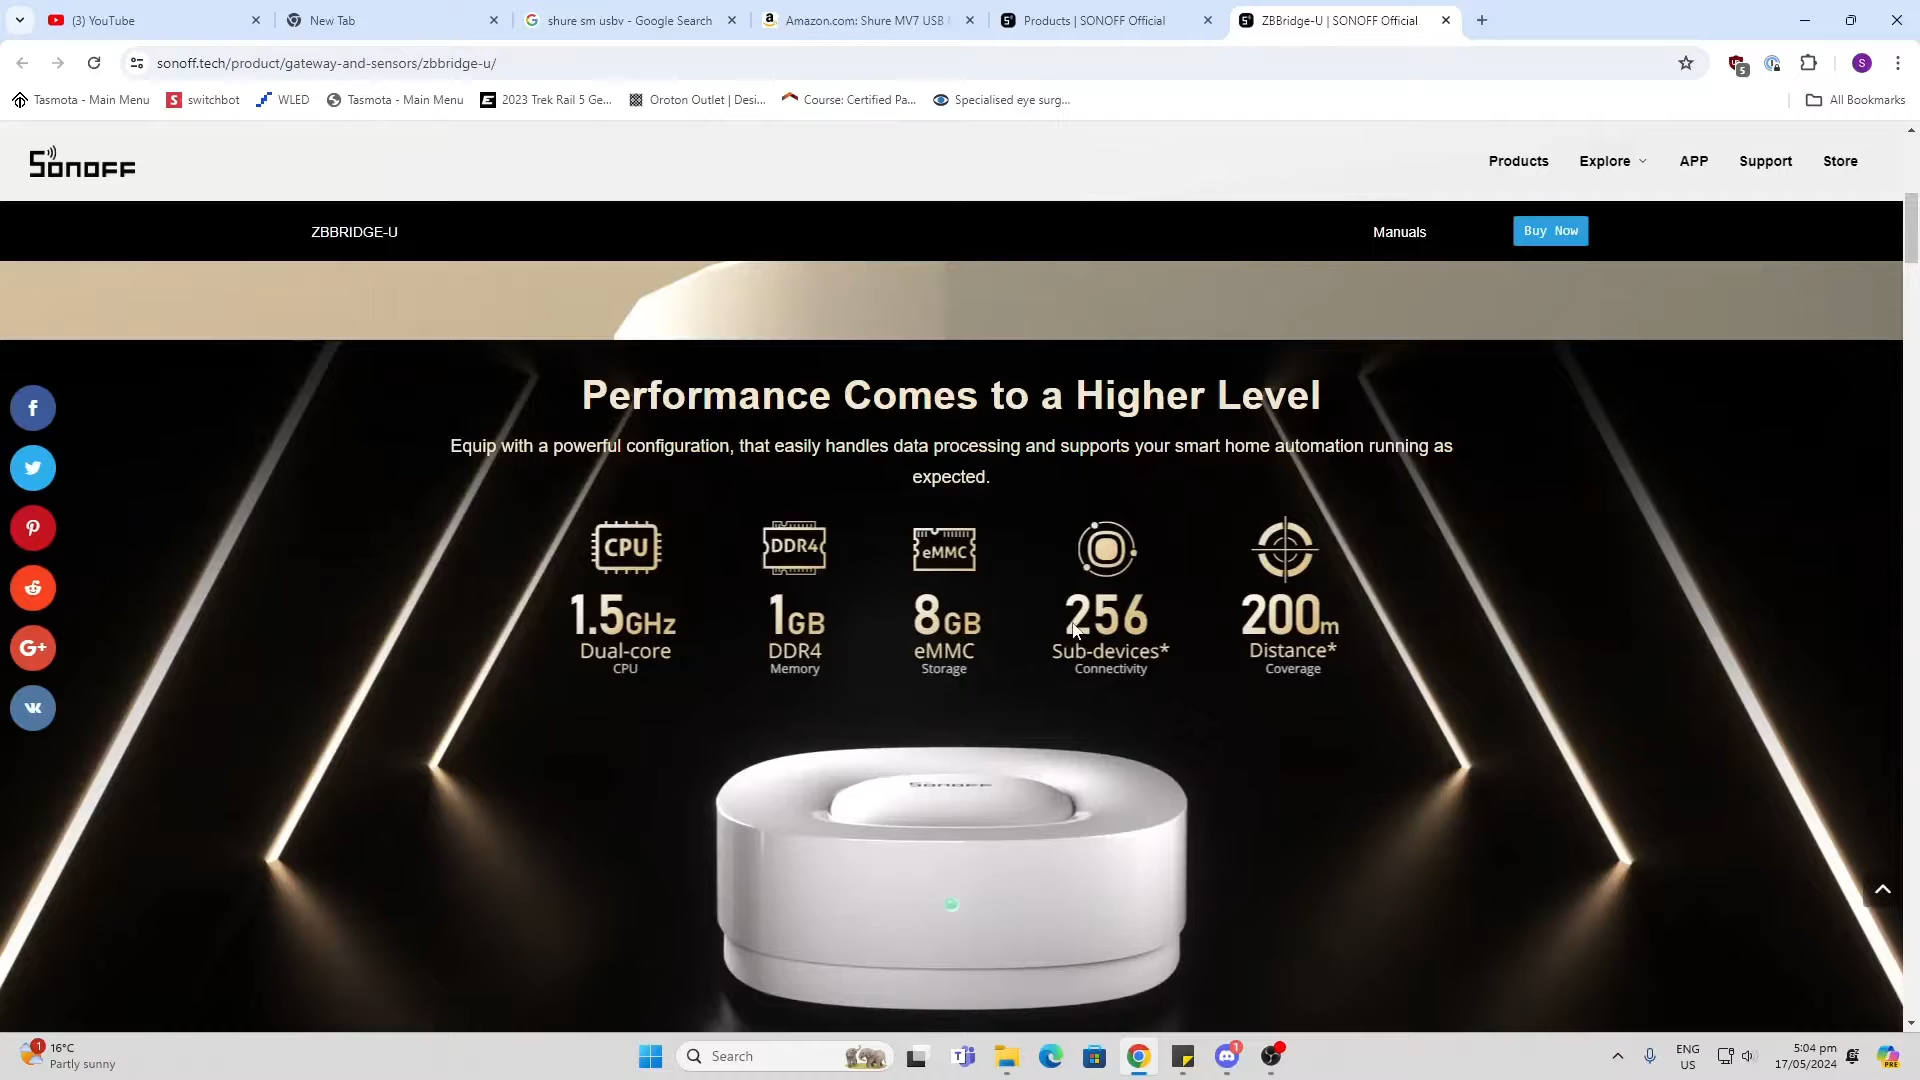 (3) YouTube
New Tab
shure sm usbv - Google Search
Amazon.com: Shure MV7 USB
Products | SONOFF Official
ZBBridge-U | SONOFF Official
sonoff.tech/product/gateway-and-sensors/zbbridge-u/
5
S
Tasmota - Main Menu
switchbot
WLED
Tasmota - Main Menu
2023 Trek Rail 5 Ge...
Oroton Outlet | Desi...
Course: Certified Pa...
Specialised eye surg...
All Bookmarks
SONOFF
Products
Explore
APP
Support
Store
ZBBRIDGE-U
Manuals
Buy Now
Performance Comes to a Higher Level
Equip with a powerful configuration, that easily handles data processing and supports your smart home automation running as
expected.
CPU
DDR4
eMMC
1.5GHz
1GB
8GB
256
200m
Dual-core
DDR4
eMMC
Sub-devices*
Distance*
CPU
Memory
Storage
Connectivity
Coverage
SONOFF
G+
1
16°C
Partly sunny
Search
1
ENG
US
5:04 pm
17/05/2024
PRE